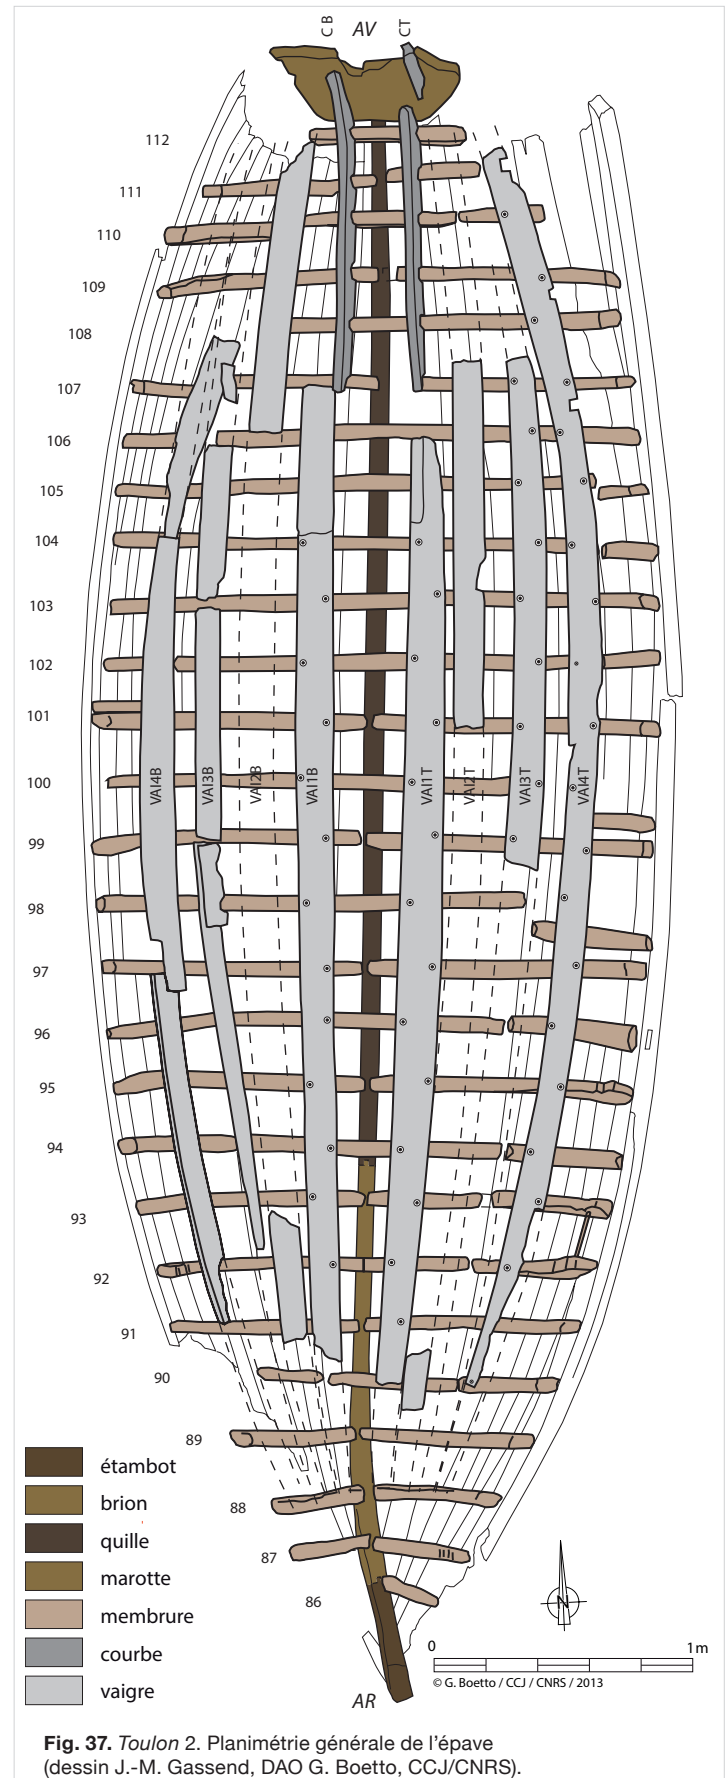 CB AV CT
112
111
110
109
108
107
106
105
104
103
102
101
100
VAI4B VAI3B VAI2B VAI1B VAI1T VAI2T VAI3T VAI4T
99
98
97
96
95
94
93
92
91
90
89
88
87
86
étambot
brion
quille
marotte
membrure
courbe
vaigre
N
0 1m
© G. Boetto / CCJ / CNRS / 2013
AR
Fig. 37. Toulon 2. Planimétrie générale de l'épave
(dessin J.-M. Gassend, DAO G. Boetto, CCJ/CNRS).